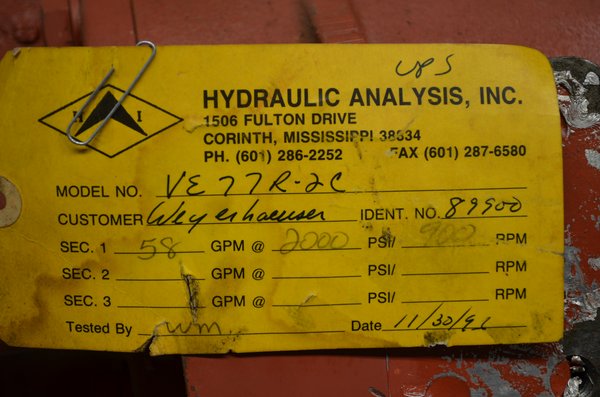 UPS
H I
HYDRAULIC ANALYSIS, INC.
1506 FULTON DRIVE
CORINTH, MISSISSIPPI 38834
PH. (601) 286-2252 FAX (601) 287-6580
MODEL NO. VE77R-2C
CUSTOMER Weyerhaeuser IDENT. NO. 89900
SEC. 1 58 GPM @ 2000 PSI/ 900 RPM
SEC. 2 GPM @ PSI/ RPM
SEC. 3 GPM @ PSI/ RPM
Tested By wm. Date 11/30/